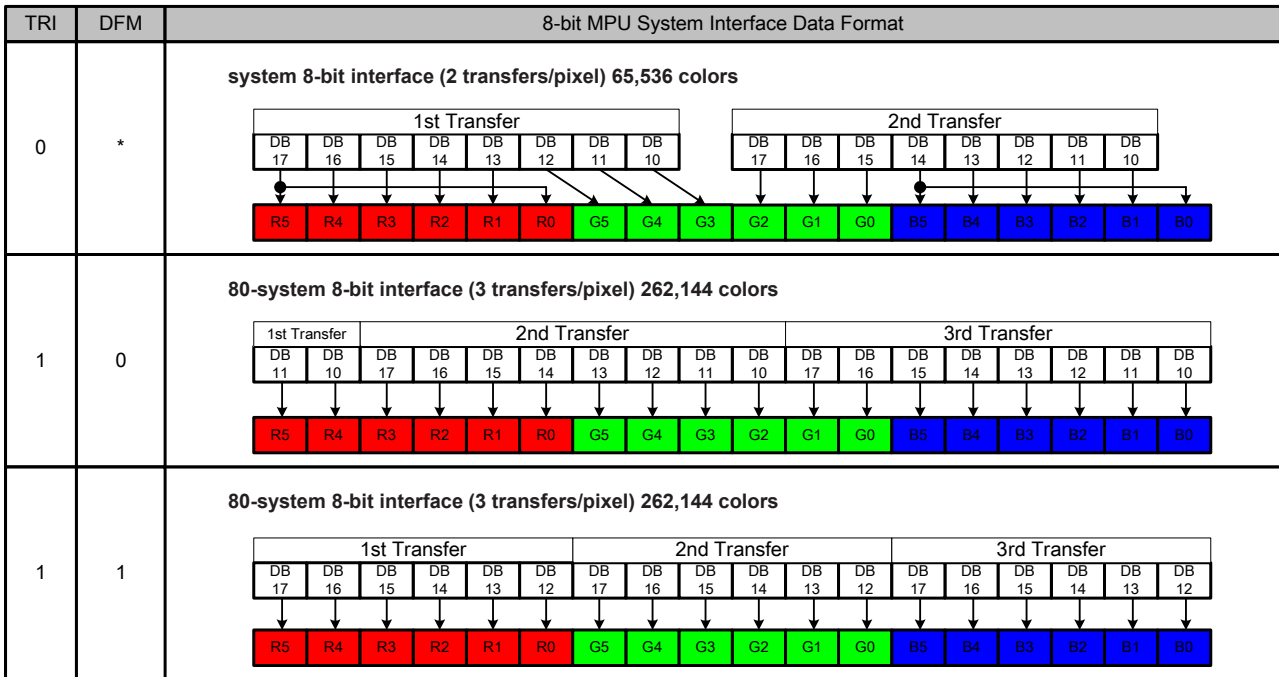 TRI DFM 8-bit MPU System Interface Data Format
system 8-bit interface (2 transfers/pixel) 65,536 colors
1st Transfer 2nd Transfer
DB DB DB DB DB DB DB DB DB DB DB DB DB DB DB DB
17 16 15 14 13 12 11 10 17 16 15 14 13 12 11 10
0 *
R5 R4 R3 R2 R1 R0 G5 G4 G3 G2 G1 G0 B5 B4 B3 B2 B1 B0
80-system 8-bit interface (3 transfers/pixel) 262,144 colors
1st Transfer 2nd Transfer 3rd Transfer
DB DB DB DB DB DB DB DB DB DB DB DB DB DB DB DB DB DB
11 10 17 16 15 14 13 12 11 10 17 16 15 14 13 12 11 10
1 0
R5 R4 R3 R2 R1 R0 G5 G4 G3 G2 G1 G0 B5 B4 B3 B2 B1 B0
80-system 8-bit interface (3 transfers/pixel) 262,144 colors
1st Transfer 2nd Transfer 3rd Transfer
DB DB DB DB DB DB DB DB DB DB DB DB DB DB DB DB DB DB
17 16 15 14 13 12 17 16 15 14 13 12 17 16 15 14 13 12
1 1
R5 R4 R3 R2 R1 R0 G5 G4 G3 G2 G1 G0 B5 B4 B3 B2 B1 B0